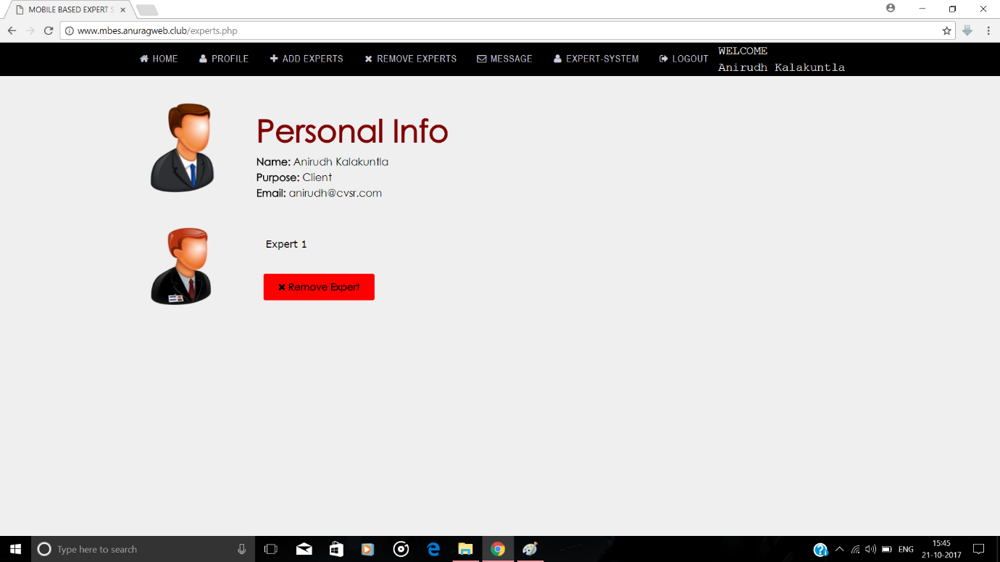 MOBILE BASED EXPERT S
www.mbes.anuragweb.club/experts.php
HOME PROFILE ADD EXPERTS REMOVE EXPERTS MESSAGE EXPERT-SYSTEM LOGOUT
WELCOME
Anirudh Kalakuntla
Personal Info
Name: Anirudh Kalakuntla
Purpose: Client
Email: anirudh@cvsr.com
Expert 1
Remove Expert
Type here to search
ENG
15:45
21-10-2017